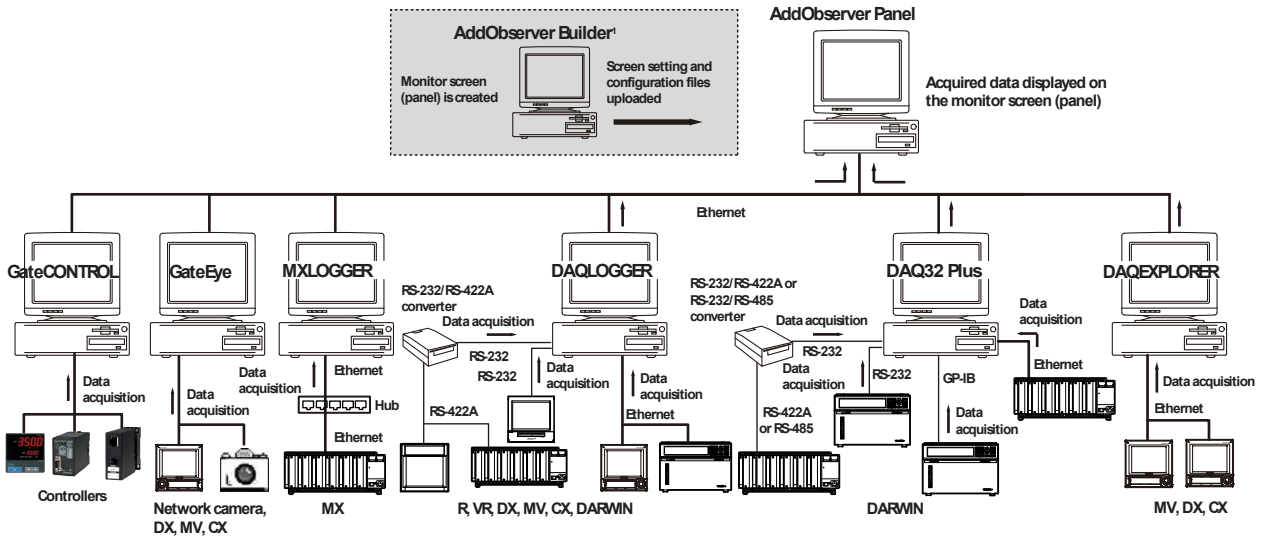 AddObserver Builder¹
Monitor screen
(panel) is created
Screen setting and
configuration files
uploaded
AddObserver Panel
Acquired data displayed on
the monitor screen (panel)
Ethernet
GateCONTROL
GateEye
MXLOGGER
DAQLOGGER
DAQ32 Plus
DAQEXPLORER
Data
acquisition
Controllers
Data
acquisition
Network camera,
DX, MV, CX
Data
acquisition
Ethernet
Hub
Ethernet
MX
RS-232/RS-422A
converter
Data acquisition
RS-232
RS-232
RS-422A
Data
acquisition
Data
acquisition
Ethernet
R, VR, DX, MV, CX, DARWIN
RS-232/RS-422A or
RS-232/RS-485
converter
Data acquisition
RS-232
Data
acquisition
RS-422A
or RS-485
RS-232
GP-IB
Data
acquisition
Data
acquisition
Ethernet
DARWIN
Data acquisition
Ethernet
MV, DX, CX